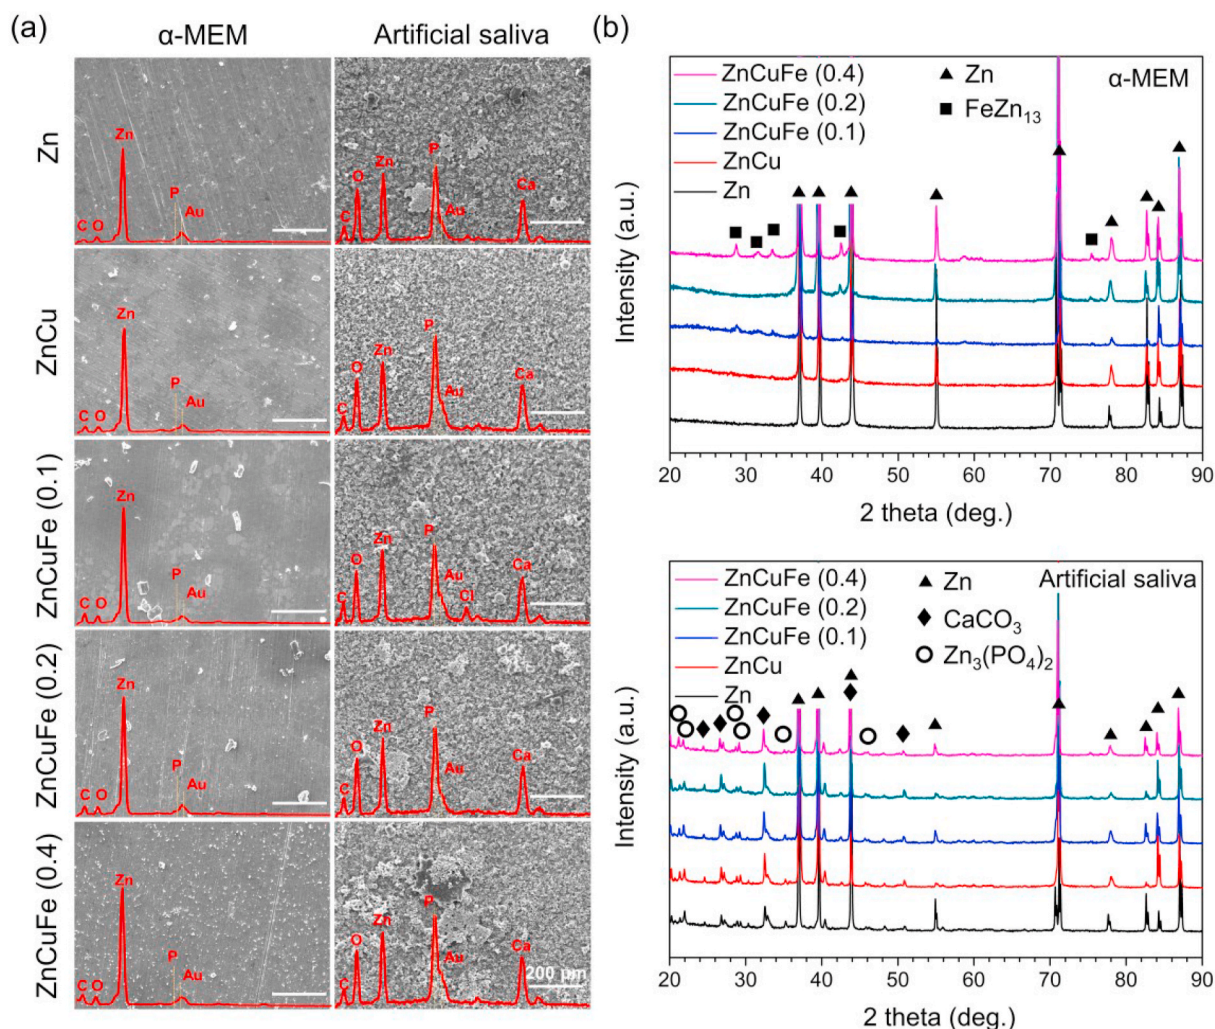 (a)
α-MEM
Artificial saliva
Zn
C O Zn P Au
C O Zn P Au Ca
ZnCu
C O Zn P Au
C O Zn P Au Ca
ZnCuFe (0.1)
C O Zn P Au
C O Zn P Au Cl Ca
ZnCuFe (0.2)
C O Zn P Au
C O Zn P Au Ca
ZnCuFe (0.4)
C O Zn P Au
C O Zn P Au Ca
200 μm
(b)
ZnCuFe (0.4)
ZnCuFe (0.2)
ZnCuFe (0.1)
ZnCu
Zn
▲ Zn
■ FeZn₁₃
α-MEM
Intensity (a.u.)
20 30 40 50 60 70 80 90
2 theta (deg.)
ZnCuFe (0.4)
ZnCuFe (0.2)
ZnCuFe (0.1)
ZnCu
Zn
▲ Zn
◆ CaCO₃
O Zn₃(PO₄)₂
Artificial saliva
Intensity (a.u.)
20 30 40 50 60 70 80 90
2 theta (deg.)